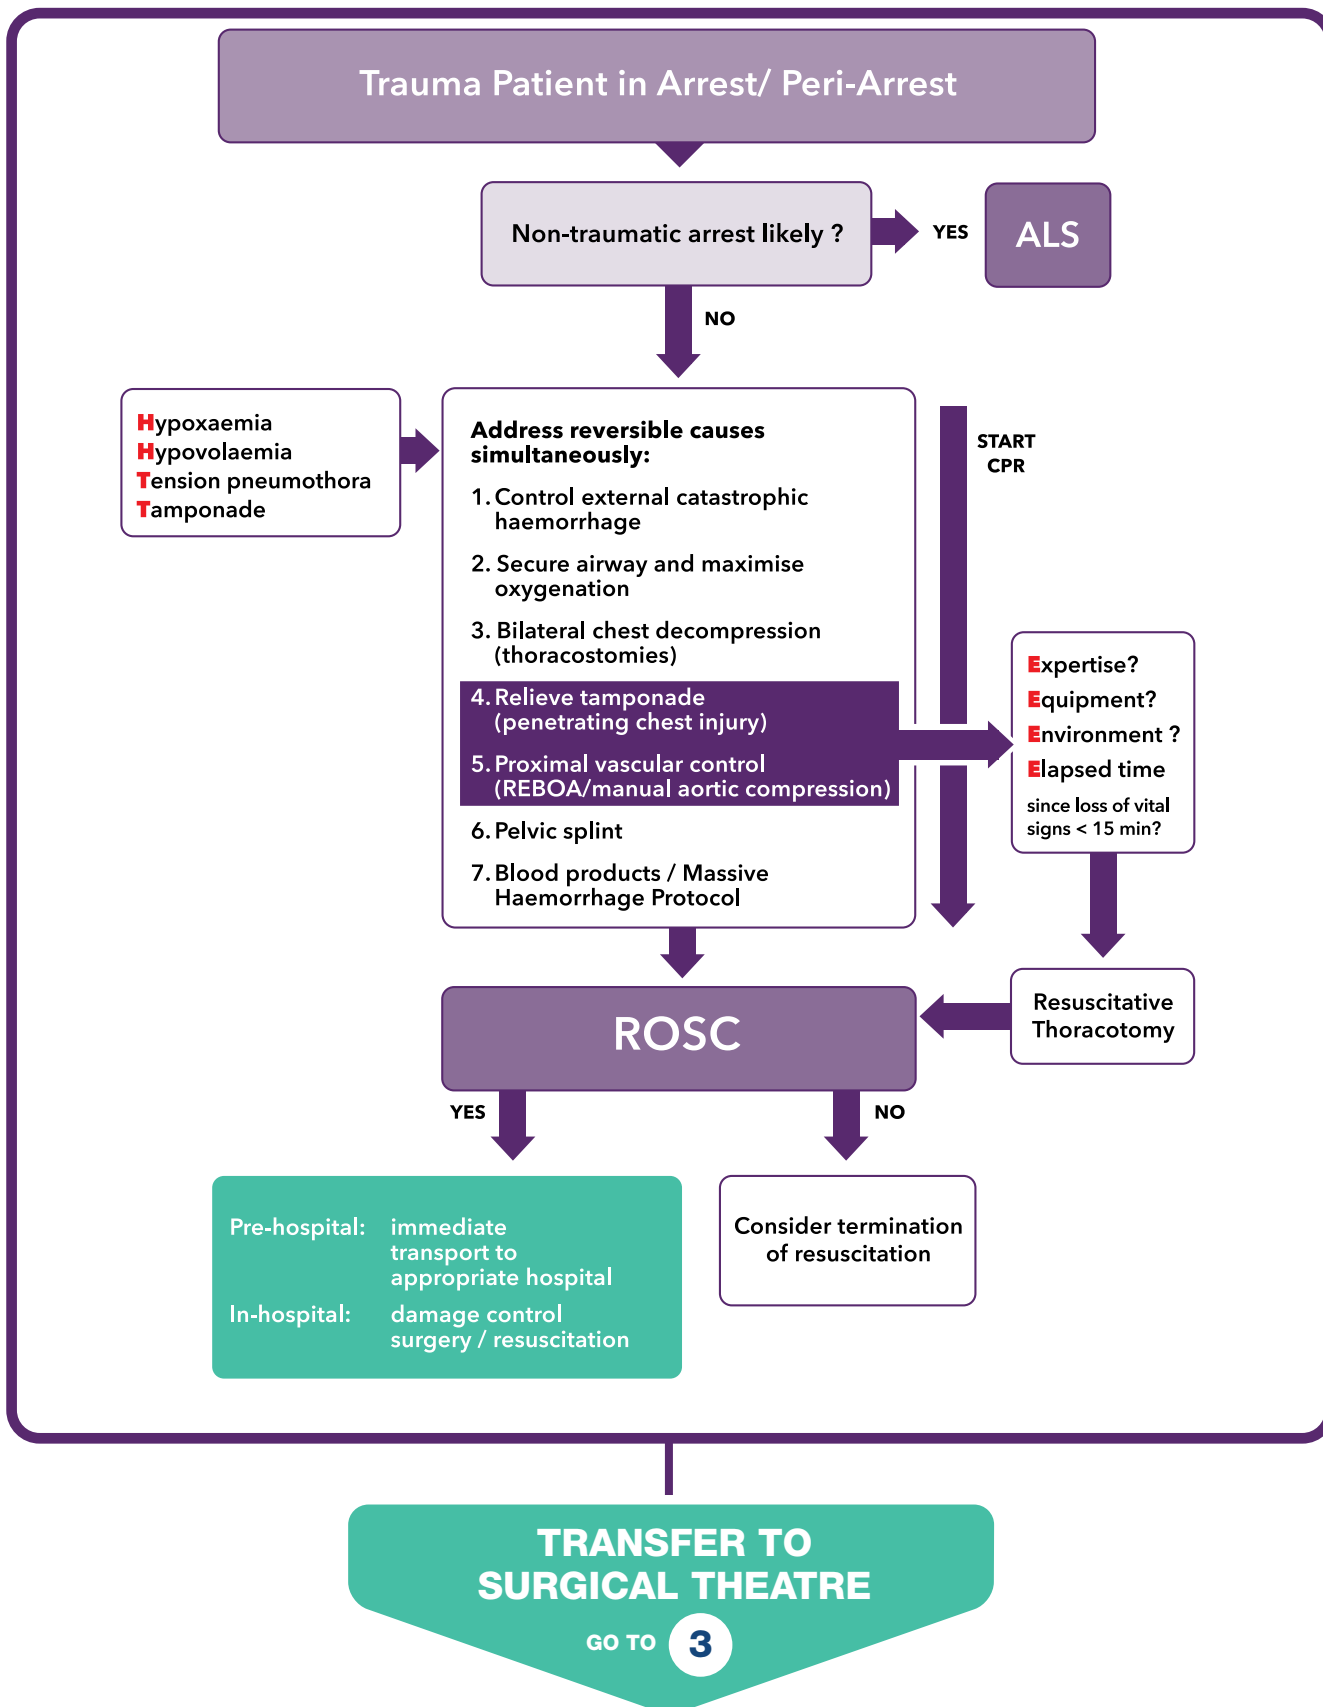 Trauma Patient in Arrest/ Peri-Arrest
Non-traumatic arrest likely ?
YES
ALS
NO
Hypoxaemia
Hypovolaemia
Tension pneumothora
Tamponade
Address reversible causes
simultaneously:
1. Control external catastrophic
haemorrhage
2. Secure airway and maximise
oxygenation
3. Bilateral chest decompression
(thoracostomies)
4. Relieve tamponade
(penetrating chest injury)
5. Proximal vascular control
(REBOA/manual aortic compression)
6. Pelvic splint
7. Blood products / Massive
Haemorrhage Protocol
START
CPR
Expertise?
Equipment?
Environment ?
Elapsed time
since loss of vital
signs < 15 min?
Resuscitative
Thoracotomy
ROSC
YES
NO
Pre-hospital: immediate
transport to
appropriate hospital
In-hospital: damage control
surgery / resuscitation
Consider termination
of resuscitation
TRANSFER TO
SURGICAL THEATRE
GO TO 3